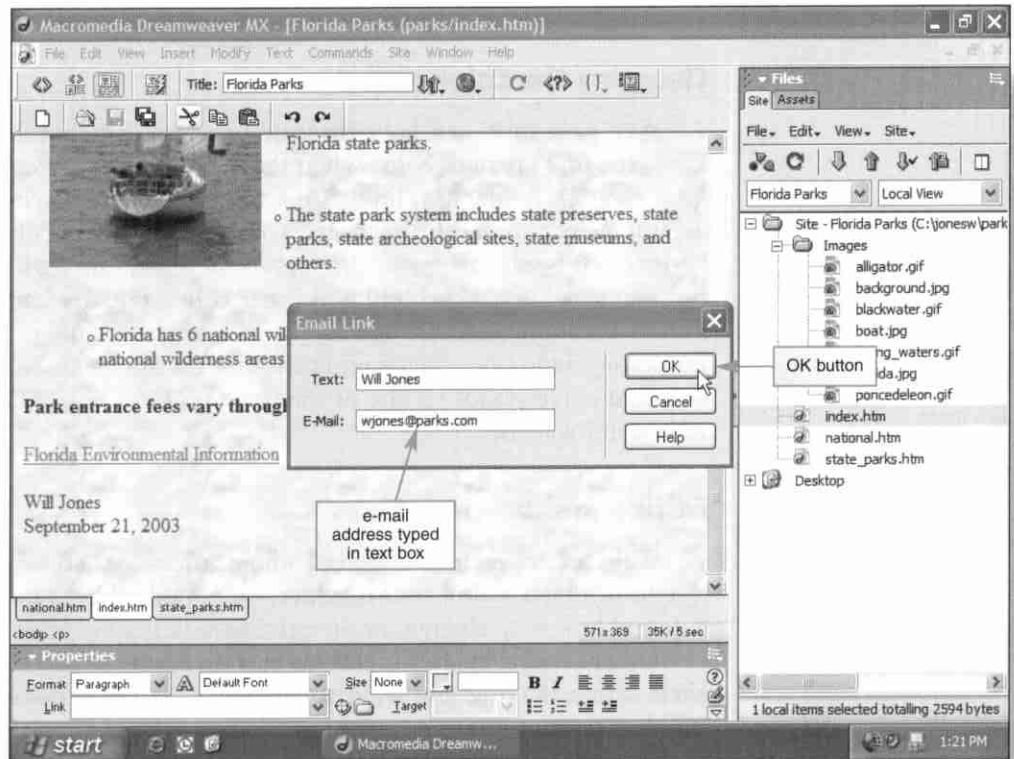 Macromedia Dreamweaver MX - [Florida Parks (parks/index.htm)]
File Edit View Insert Modify Text Commands Site Window Help
Title: Florida Parks
Florida state parks.
The state park system includes state preserves, state
parks, state archeological sites, state museums, and
others.
Florida has 6 national wil
national wilderness areas
Park entrance fees vary through
Florida Environmental Information
Will Jones
September 21, 2003
Email Link
Text: Will Jones
E-Mail: wjones@parks.com
OK
Cancel
Help
OK button
e-mail
address typed
in text box
national.htm index.htm state_parks.htm
<body> <p>
571 x 369 35K / 5 sec
Properties
Format Paragraph Default Font Size None B I
Link Target
Files
Site Assets
File Edit View Site
Florida Parks Local View
Site - Florida Parks (C:\jonesw\park
Images
alligator.gif
background.jpg
blackwater.gif
boat.jpg
ng_waters.gif
da.jpg
poncedeleon.gif
index.htm
national.htm
state_parks.htm
Desktop
1 local items selected totalling 2594 bytes
start
Macromedia Dreamw...
1:21 PM